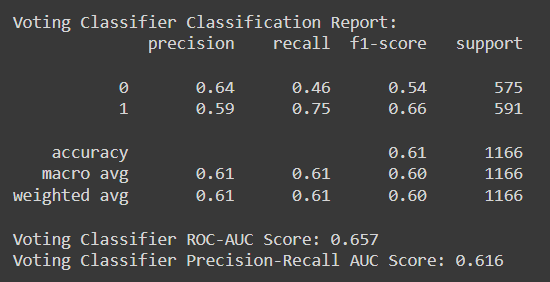 Voting Classifier Classification Report:
precision recall f1-score support
0 0.64 0.46 0.54 575
1 0.59 0.75 0.66 591
accuracy 0.61 1166
macro avg 0.61 0.61 0.60 1166
weighted avg 0.61 0.61 0.60 1166
Voting Classifier ROC-AUC Score: 0.657
Voting Classifier Precision-Recall AUC Score: 0.616